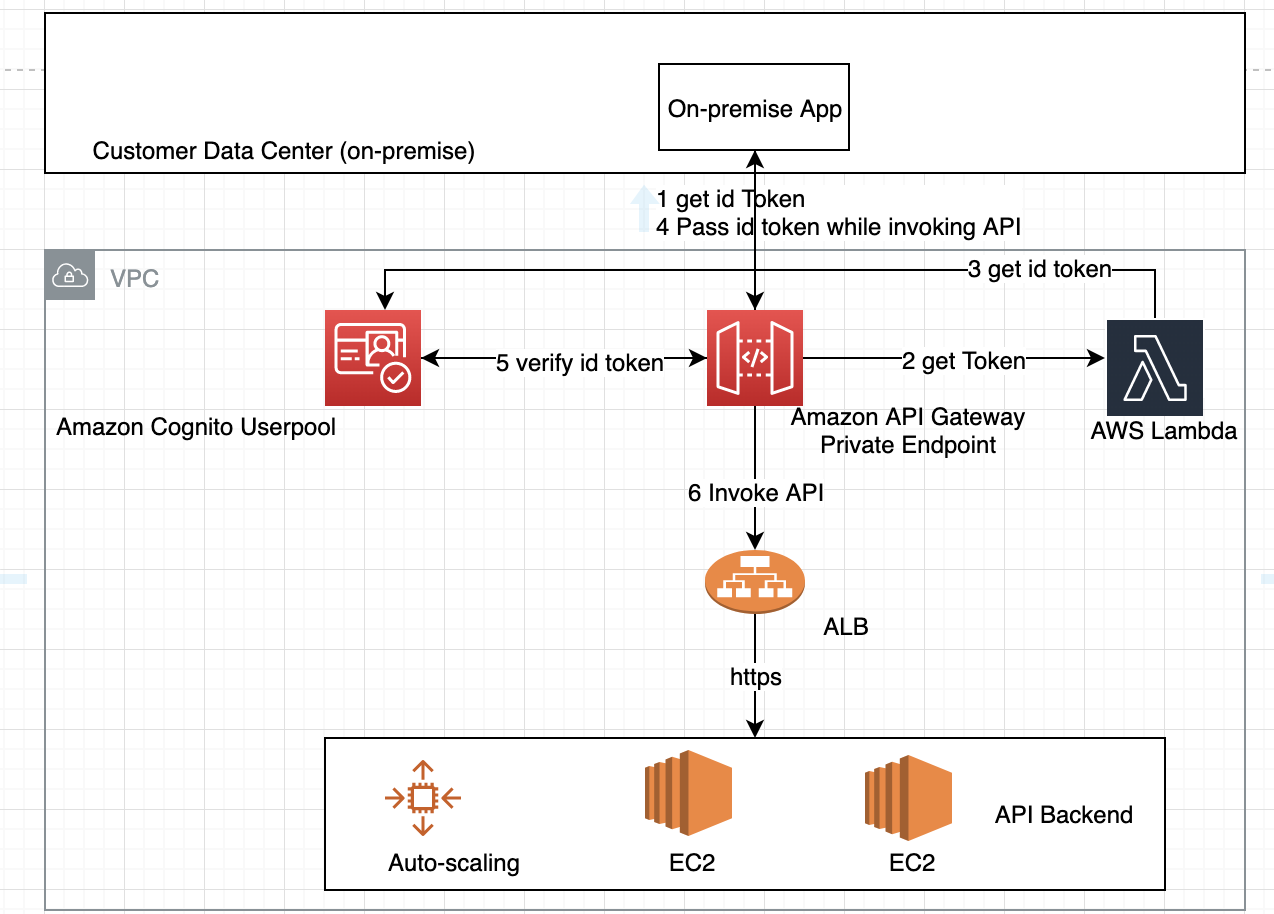 On-premise App
Customer Data Center (on-premise)
1 get id Token
4 Pass id token while invoking API
VPC
3 get id token
5 verify id token
2 get Token
</>
Amazon Cognito Userpool
Amazon API Gateway
Private Endpoint
AWS Lambda
6 Invoke API
ALB
https
API Backend
Auto-scaling
EC2
EC2